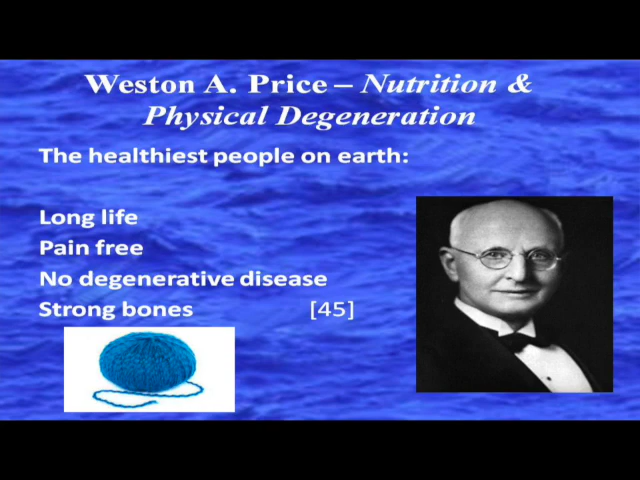 Weston A. Price – Nutrition &
Physical Degeneration
The healthiest people on earth:
Long life
Pain free
No degenerative disease
Strong bones [45]